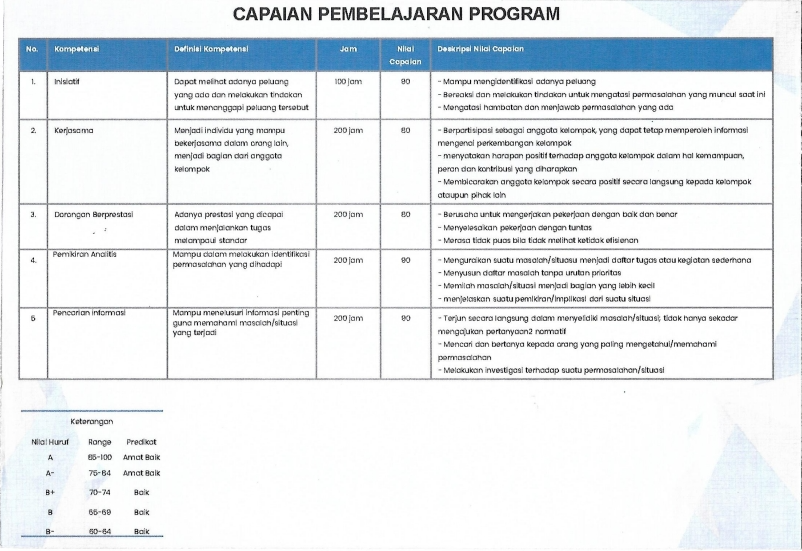 CAPAIAN PEMBELAJARAN PROGRAM
No. Kompetensi Definisi Kompetensi Jam Nilai Capaian Deskripsi Nilai Capaian
1. Inisiatif 100 jam 90
Dapat melihat adanya peluang
yang ada dan melakukan tindakan
untuk menanggapi peluang tersebut
- Mampu mengidentifikasi adanya peluang
- Bereaksi dan melakukan tindakan untuk mengatasi permasalahan yang muncul saat ini
- Mengatasi hambatan dan menjawab permasalahan yang ada
2. Kerjasama 200 jam 80
Menjadi individu yang mampu
bekerjasama dalam orang lain,
menjadi bagian dari anggota
kelompok
- Berpartisipasi sebagai anggota kelompok, yang dapat tetap memperoleh informasi
mengenai perkembangan kelompok
- menyatakan harapan positif terhadap anggota kelompok dalam hal kemampuan,
peran dan kontribusi yang diharapkan
- Membicarakan anggota kelompok secara positif secara langsung kepada kelompok
ataupun pihak lain
3. Dorongan Berprestasi 200 jam 80
Adanya prestasi yang dicapai
dalam menjalankan tugas
melampaui standar
- Berusaha untuk mengerjakan pekerjaan dengan baik dan benar
- Menyelesaikan pekerjaan dengan tuntas
- Merasa tidak puas bila tidak melihat ketidak efisienan
4. Pemikiran Analitis 200 jam 90
Mampu dalam melakukan identifikasi
permasalahan yang dihadapi
- Menguraikan suatu masalah/situasu menjadi daftar tugas atau kegiatan sederhana
- Menyusun daftar masalah tanpa urutan prioritas
- Memilah masalah/situasi menjadi bagian yang lebih kecil
- menjelaskan suatu pemikiran/implikasi dari suatu situasi
5 Pencarian informasi 200 jam 90
Mampu menelusuri informasi penting
guna memahami masalah/situasi
yang terjadi
- Terjun secara langsung dalam menyelidiki masalah/situasi; tidak hanya sekadar
mengajukan pertanyaan2 normatif
- Mencari dan bertanya kepada orang yang paling mengetahui/memahami
permasalahan
- Melakukan investigasi terhadap suatu permasalahan/situasi
Keterangan
Nilai Huruf Range Predikat
A 85-100 Amat Baik
A- 75-84 Amat Baik
B+ 70-74 Baik
B 65-69 Baik
B- 60-64 Baik